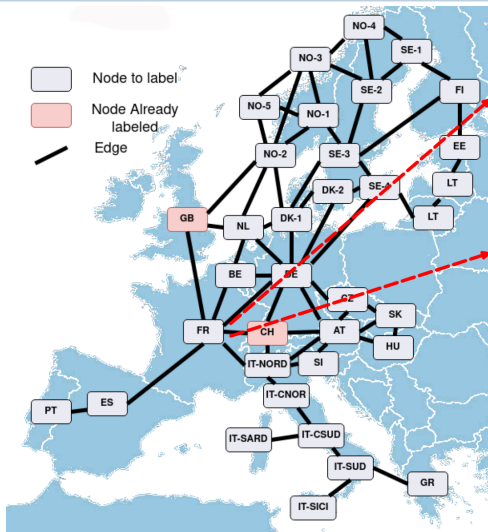 NO-4
SE-1
NO-3
Node to label
SE-2
FI
NO-5
NO-1
Node Already
labeled
EE
Edge
NO-2
SE-3
LT
DK-2
SE-4
GB
NL
DK-1
LT
BE
DE
CZ
SK
FR
CH
AT
HU
IT-NORD
SI
IT-CNOR
ES
PT
IT-SARD
IT-CSUD
IT-SUD
GR
IT-SICI